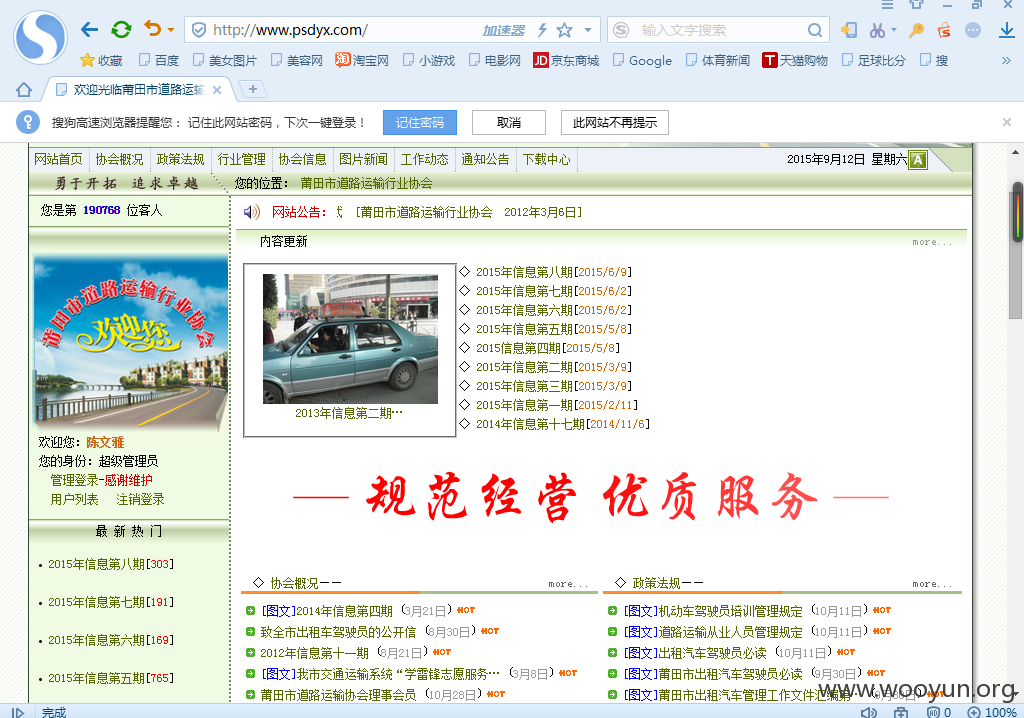 http://www.psdyx.com/ 加速器 输入文字搜索
收藏 百度 美女图片 美容网 淘宝网 小游戏 电影网 京东商城 Google 体育新闻 天猫购物 足球比分 搜
欢迎光临莆田市道路运输
搜狗高速浏览器提醒您： 记住此网站密码，下次一键登录！ 记住密码 取消 此网站不再提示
网站首页 协会概况 政策法规 行业管理 协会信息 图片新闻 工作动态 通知公告 下载中心 2015年9月12日 星期六 A
勇于开拓 追求卓越 您的位置： 莆田市道路运输行业协会
您是第 190768 位客人
网站公告： [莆田市道路运输行业协会 2012年3月6日]
内容更新 more...
莆田市道路运输行业协会
欢迎您
2013年信息第二期…
◇ 2015年信息第八期[2015/6/9]
◇ 2015年信息第七期[2015/6/2]
◇ 2015年信息第六期[2015/6/2]
◇ 2015年信息第五期[2015/5/8]
◇ 2015信息第四期[2015/5/8]
◇ 2015年信息第二期[2015/3/9]
◇ 2015年信息第三期[2015/3/9]
◇ 2015年信息第一期[2015/2/11]
◇ 2014年信息第十七期[2014/11/6]
欢迎您: 陈文雅
您的身份: 超级管理员
管理登录-感谢维护
用户列表 注销登录
规范经营 优质服务
最 新 热 门
• 2015年信息第八期[303]
• 2015年信息第七期[191]
• 2015年信息第六期[169]
• 2015年信息第五期[765]
◇ 协会概况－－ more...
[图文]2014年信息第四期 （3月21日） HOT
致全市出租车驾驶员的公开信 （8月30日） HOT
2012年信息第十一期 （8月21日） HOT
[图文]我市交通运输系统“学雷锋志愿服务… （3月8日） HOT
莆田市道路运输协会理事会员 （10月28日） HOT
◇ 政策法规－－ more...
[图文]机动车驾驶员培训管理规定 （10月11日） HOT
[图文]道路运输从业人员管理规定 （10月11日） HOT
[图文]出租汽车驾驶员必读 （10月11日） HOT
[图文]莆田市出租汽车驾驶员必读 （9月30日） HOT
[图文]莆田市出租汽车管理工作文件汇编第
www.wooyun.org
完成 0 100%